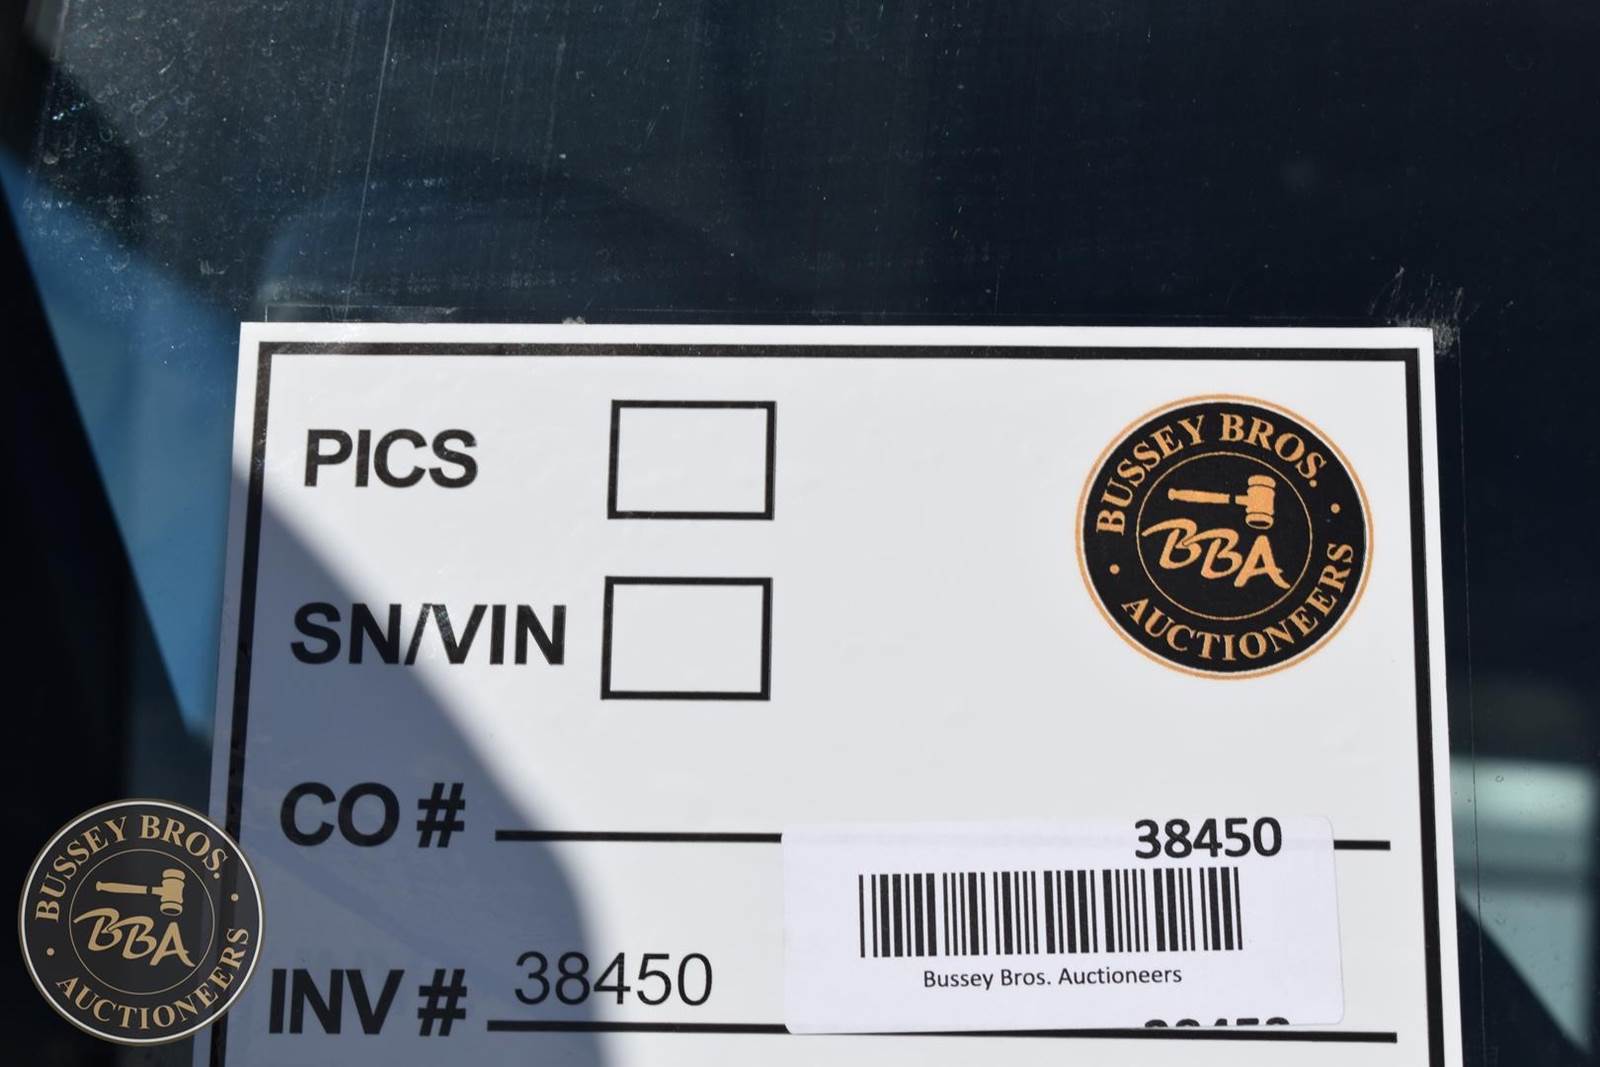 PICS
BUSSEY BROS.
BBA
AUCTIONEERS
SN/VIN
CO #
38450
Bussey Bros. Auctioneers
INV # 38450
BUSSEY BROS.
BBA
AUCTIONEERS